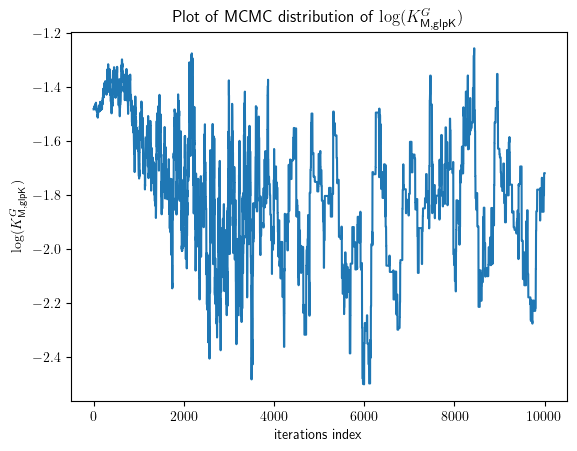 Plot of MCMC distribution of log(K^G_M,glpK)
−1.2
−1.4
−1.6
−1.8
−2.0
−2.2
−2.4
log(K^G_M,glpK)
0 2000 4000 6000 8000 10000
iterations index